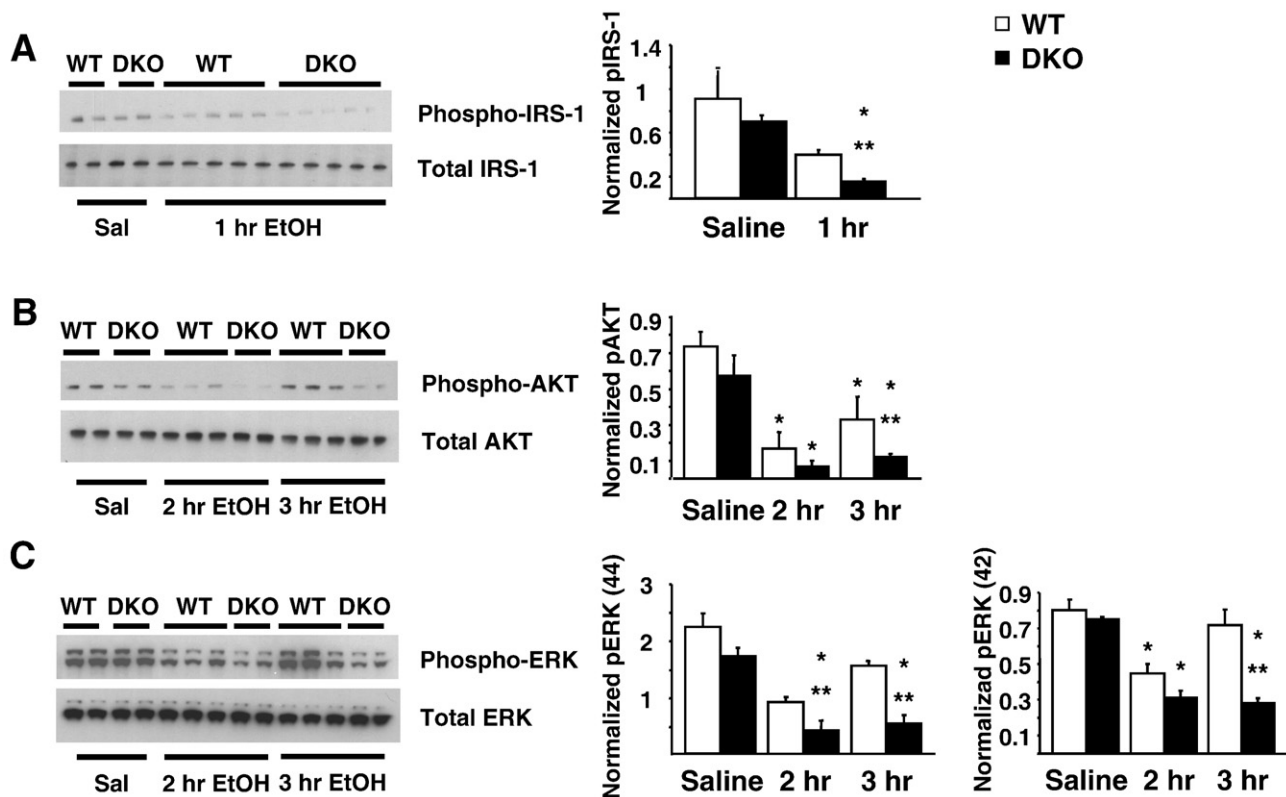 A
WT DKO WT DKO
Phospho-IRS-1
Total IRS-1
Sal 1 hr EtOH
Normalized pIRS-1
1.4
1
0.6
0.2
*
**
Saline 1 hr
WT
DKO
B
WT DKO WT DKO WT DKO
Phospho-AKT
Total AKT
Sal 2 hr EtOH 3 hr EtOH
Normalized pAKT
0.9
0.7
0.5
0.3
0.1
* * * * **
Saline 2 hr 3 hr
C
WT DKO WT DKO WT DKO
Phospho-ERK
Total ERK
Sal 2 hr EtOH 3 hr EtOH
Normalized pERK (44)
3
2
1
* *
** **
Saline 2 hr 3 hr
Normalizad pERK (42)
0.9
0.7
0.5
0.3
0.1
* * * **
Saline 2 hr 3 hr